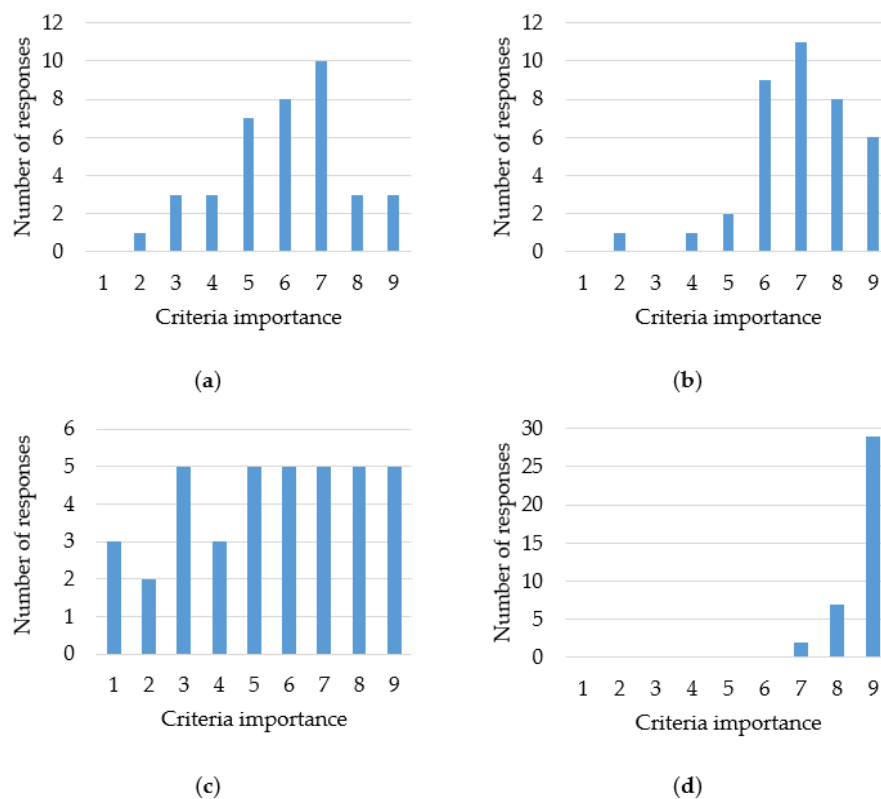 Number of responses
12
10
8
6
4
2
0
1 2 3 4 5 6 7 8 9
Criteria importance
(a)
Number of responses
12
10
8
6
4
2
0
1 2 3 4 5 6 7 8 9
Criteria importance
(b)
Number of responses
6
5
4
3
2
1
0
1 2 3 4 5 6 7 8 9
Criteria importance
(c)
Number of responses
30
25
20
15
10
5
0
1 2 3 4 5 6 7 8 9
Criteria importance
(d)